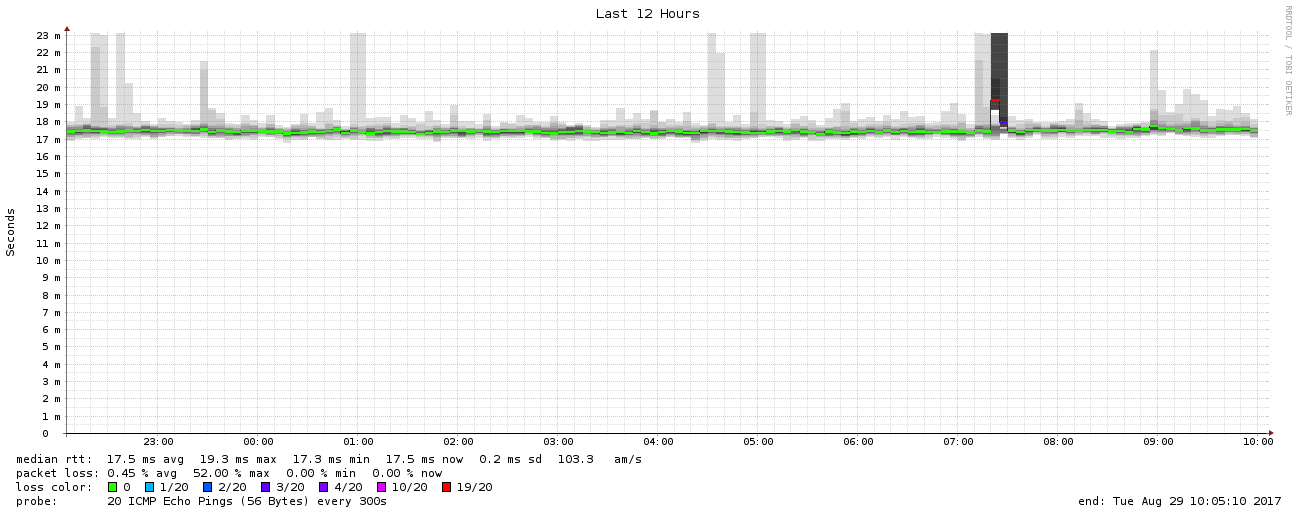 Last 12 Hours
RRDTOOL / TOBI OETIKER
Seconds
23 m
22 m
21 m
20 m
19 m
18 m
17 m
16 m
15 m
14 m
13 m
12 m
11 m
10 m
9 m
8 m
7 m
6 m
5 m
4 m
3 m
2 m
1 m
0
23:00 00:00 01:00 02:00 03:00 04:00 05:00 06:00 07:00 08:00 09:00 10:00
median rtt: 17.5 ms avg 19.3 ms max 17.3 ms min 17.5 ms now 0.2 ms sd 103.3 am/s
packet loss: 0.45 % avg 52.00 % max 0.00 % min 0.00 % now
loss color: 0 1/20 2/20 3/20 4/20 10/20 19/20
probe: 20 ICMP Echo Pings (56 Bytes) every 300s end: Tue Aug 29 10:05:10 2017